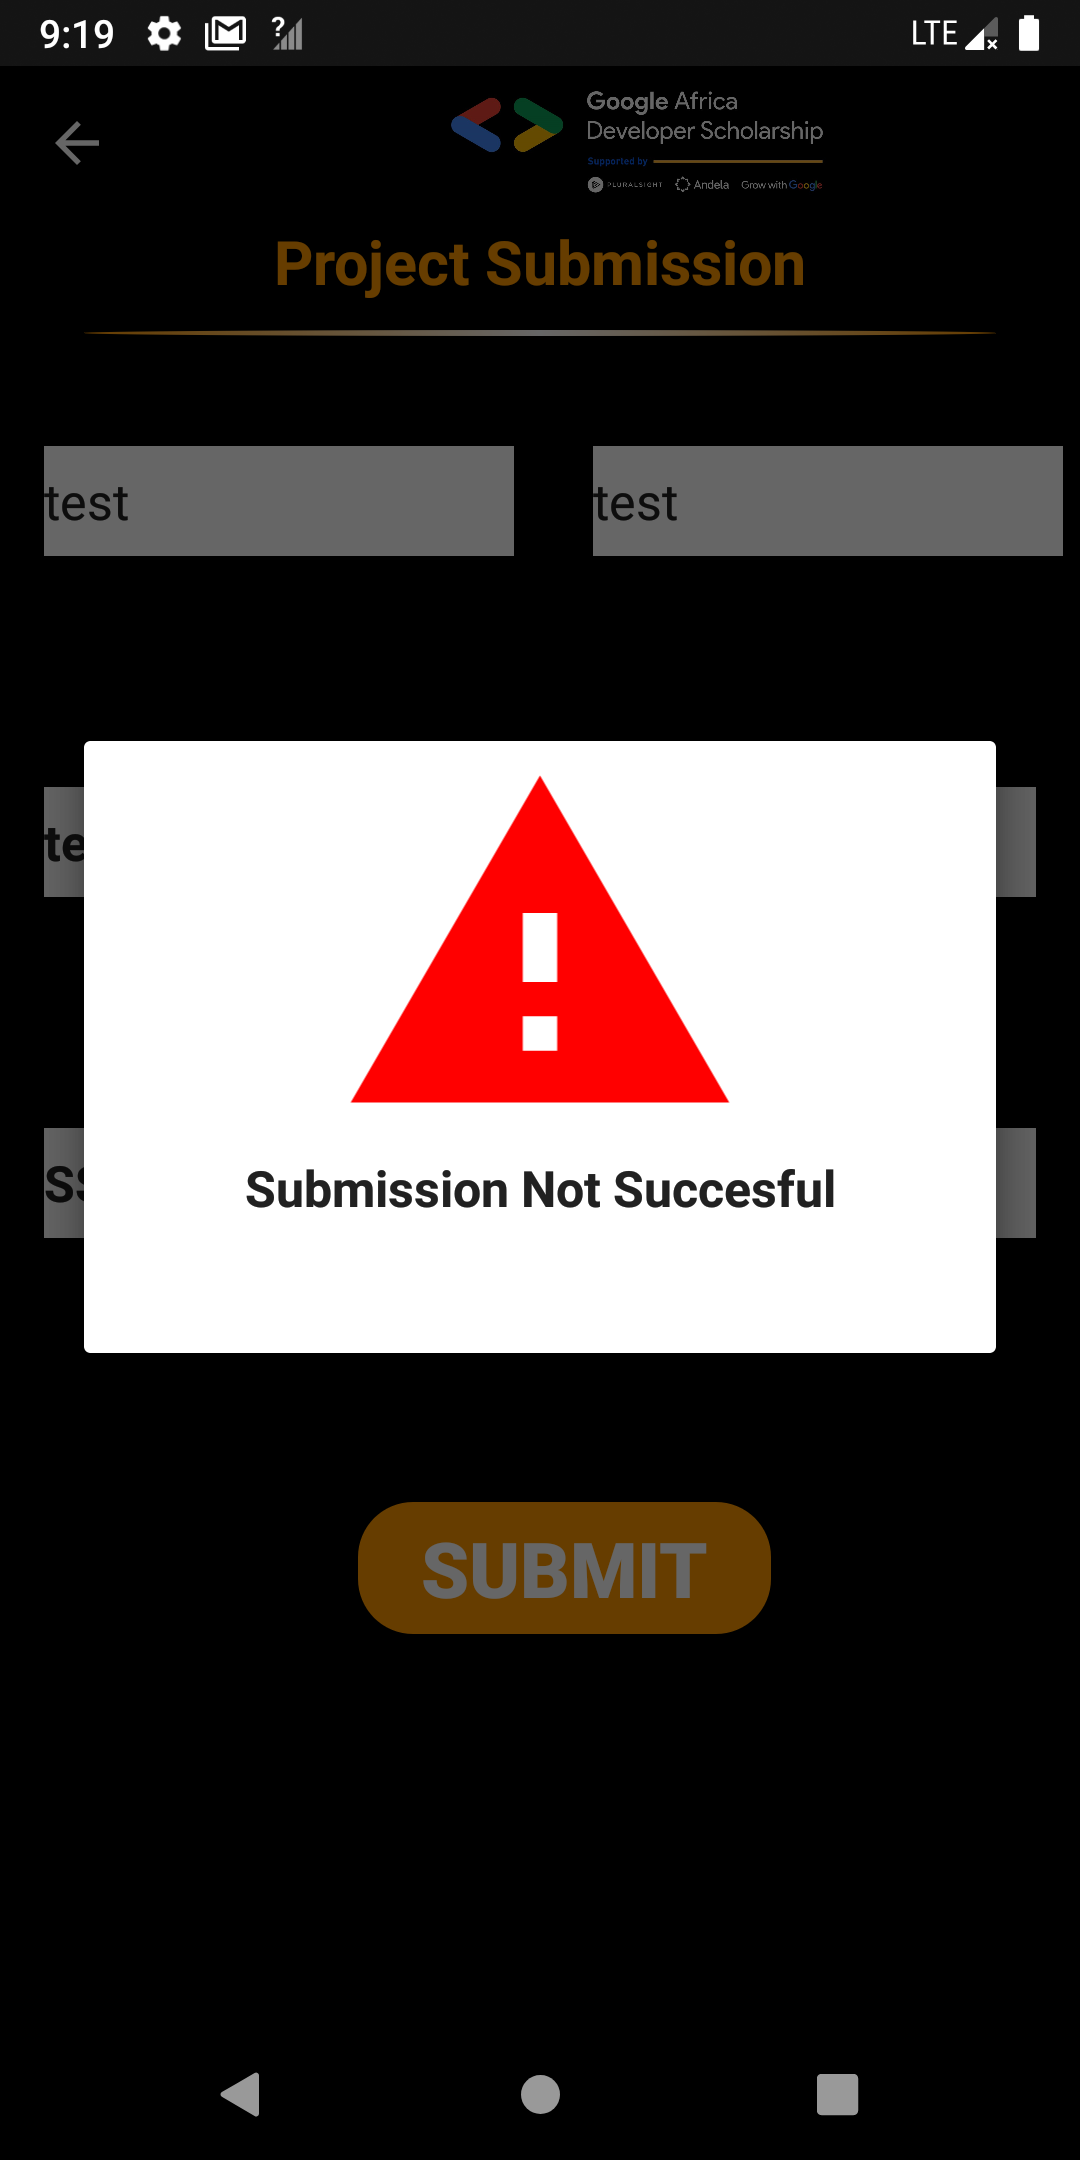 9:19 LTE
Google Africa
Developer Scholarship
Supported by
PLURALSIGHT Andela Grow with Google
Project Submission
test test
te
Submission Not Succesful
SUBMIT